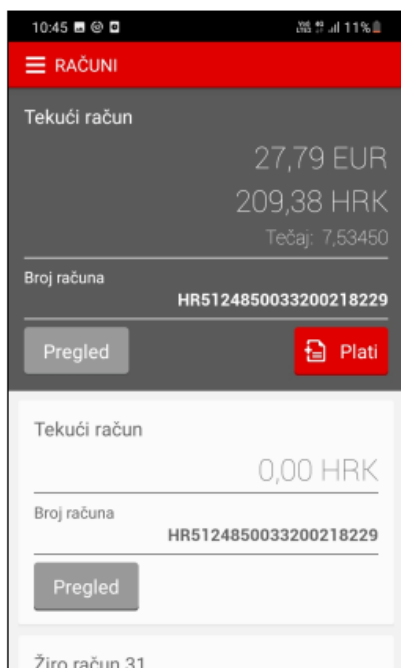 10:45
11%
RAČUNI
Tekući račun
27,79 EUR
209,38 HRK
Tečaj: 7,53450
Broj računa
HR5124850033200218229
Pregled
Plati
Tekući račun
0,00 HRK
Broj računa
HR5124850033200218229
Pregled
Žiro račun 31